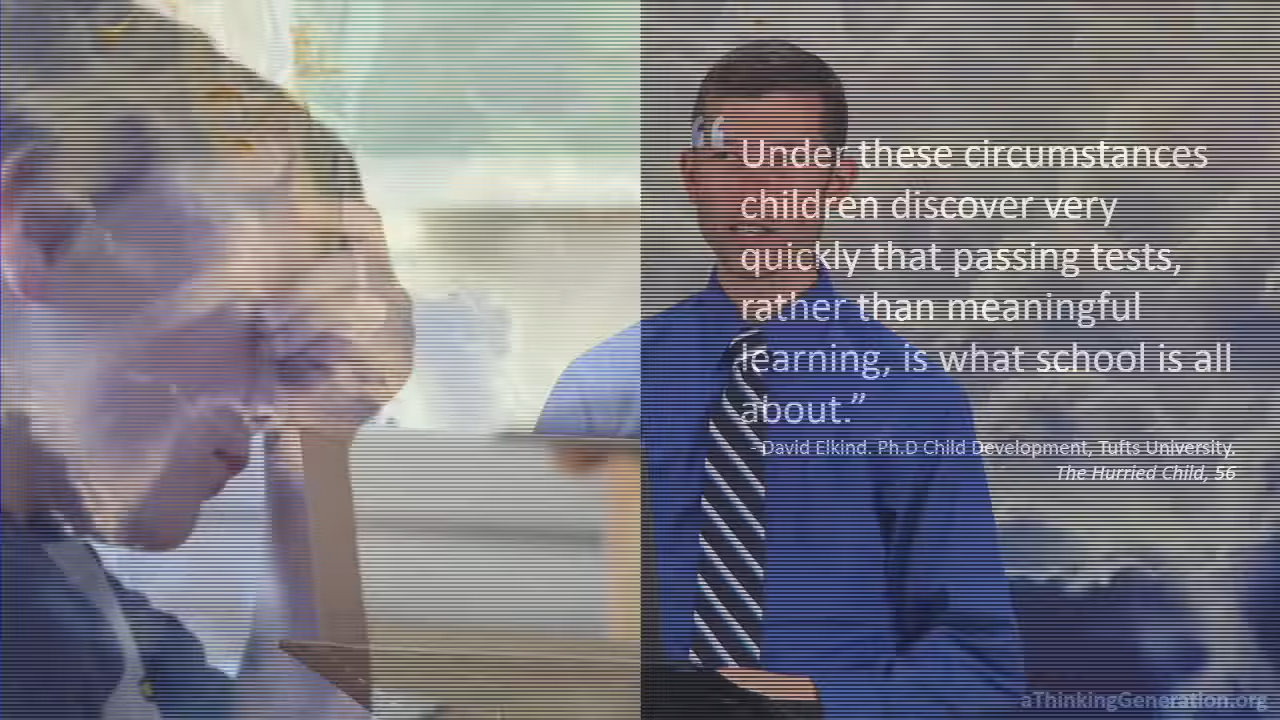 “Under these circumstances
children discover very
quickly that passing tests,
rather than meaningful
learning, is what school is all
about.”
- David Elkind. Ph.D Child Development, Tufts University.
The Hurried Child, 56
aThinkingGeneration.org